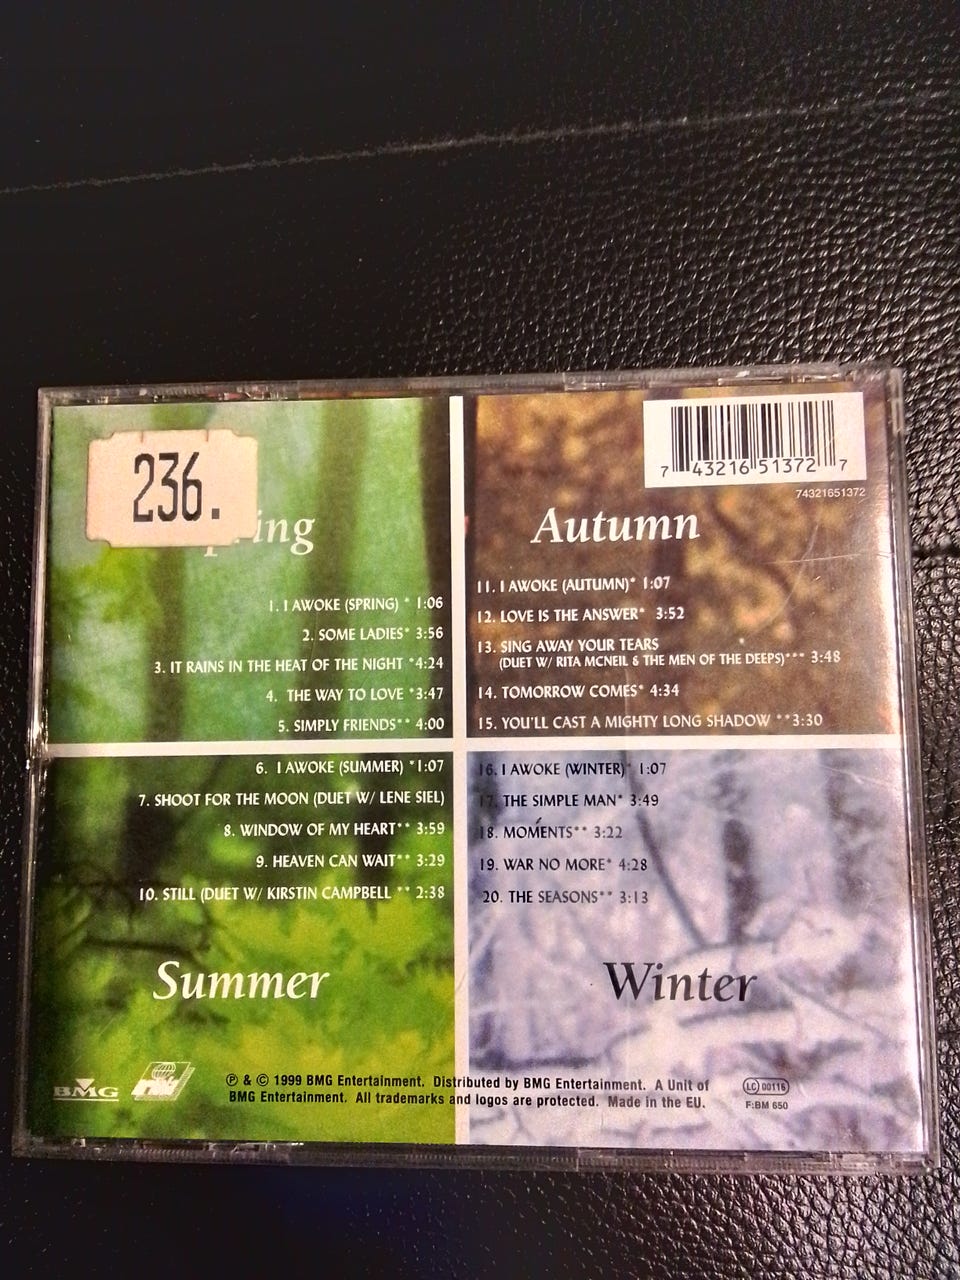 236.
ing
1. I AWOKE (SPRING) * 1:06
2. SOME LADIES* 3:56
3. IT RAINS IN THE HEAT OF THE NIGHT *4:24
4. THE WAY TO LOVE *3:47
5. SIMPLY FRIENDS** 4:00
6. I AWOKE (SUMMER) *1:07
7. SHOOT FOR THE MOON (DUET W/ LENE SIEL)
8. WINDOW OF MY HEART** 3:59
9. HEAVEN CAN WAIT** 3:29
10. STILL (DUET W/ KIRSTIN CAMPBELL ** 2:38
Summer
7 43216 51372 7
74321651372
Autumn
11. I AWOKE (AUTUMN)* 1:07
12. LOVE IS THE ANSWER* 3:52
13. SING AWAY YOUR TEARS
(DUET W/ RITA MCNEIL & THE MEN OF THE DEEPS)*** 3:48
14. TOMORROW COMES* 4:34
15. YOU'LL CAST A MIGHTY LONG SHADOW **3:30
16. I AWOKE (WINTER)* 1:07
17. THE SIMPLE MAN* 3:49
18. MOMENTS** 3:22
19. WAR NO MORE* 4:28
20. THE SEASONS** 3:13
Winter
BMG
℗ & © 1999 BMG Entertainment. Distributed by BMG Entertainment. A Unit of
BMG Entertainment. All trademarks and logos are protected. Made in the EU.
LC 00116
F:BM 650